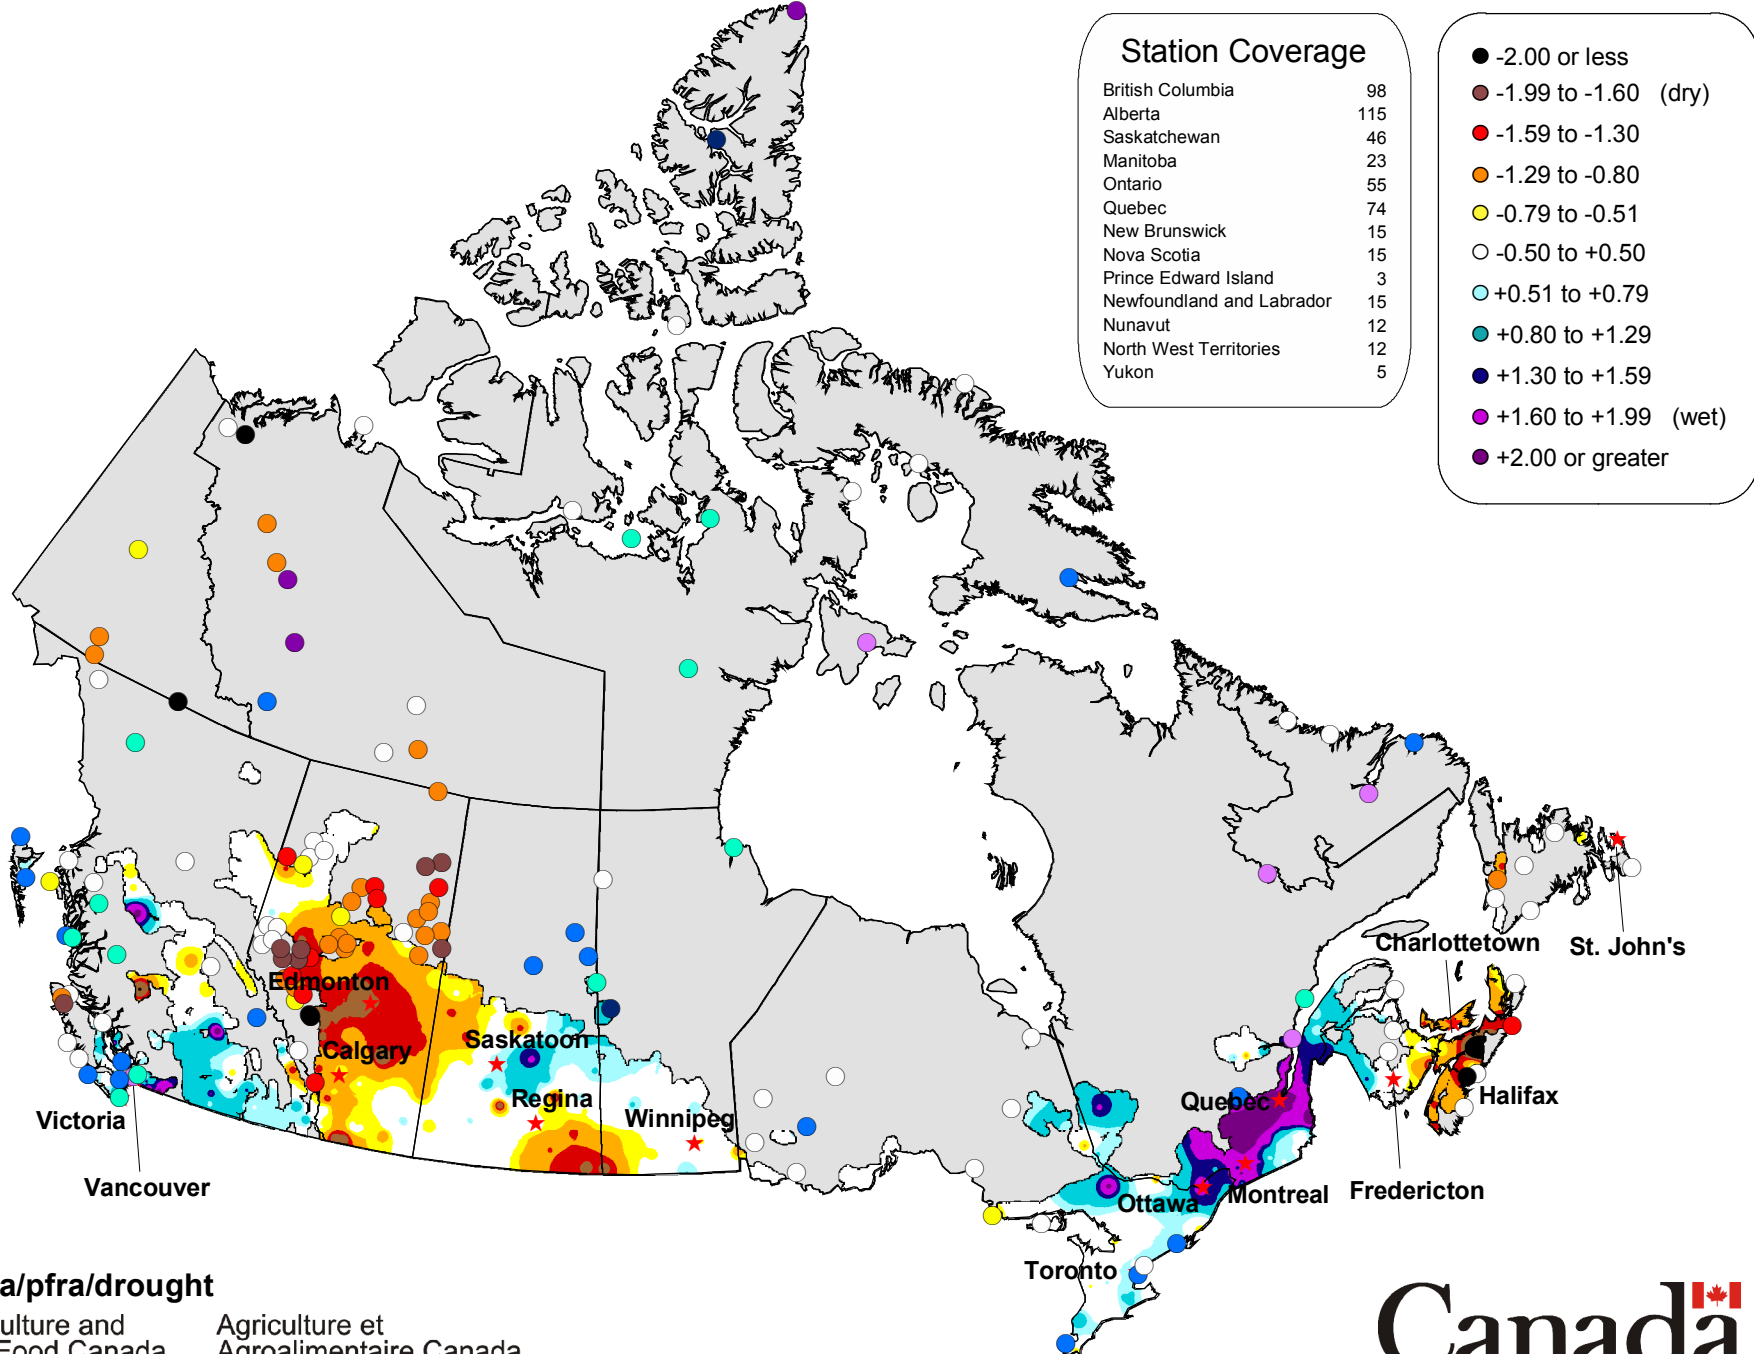 Station Coverage
British Columbia 98
Alberta 115
Saskatchewan 46
Manitoba 23
Ontario 55
Quebec 74
New Brunswick 15
Nova Scotia 15
Prince Edward Island 3
Newfoundland and Labrador 15
Nunavut 12
North West Territories 12
Yukon 5
-2.00 or less
-1.99 to -1.60 (dry)
-1.59 to -1.30
-1.29 to -0.80
-0.79 to -0.51
-0.50 to +0.50
+0.51 to +0.79
+0.80 to +1.29
+1.30 to +1.59
+1.60 to +1.99 (wet)
+2.00 or greater
Charlottetown
St. John's
Edmonton
Saskatoon
Calgary
Regina
Winnipeg
Quebec
Halifax
Victoria
Vancouver
Ottawa
Montreal
Fredericton
Toronto
a/pfra/drought
ulture and
Food Canada
Agriculture et
Agroalimentaire Canada
Canada